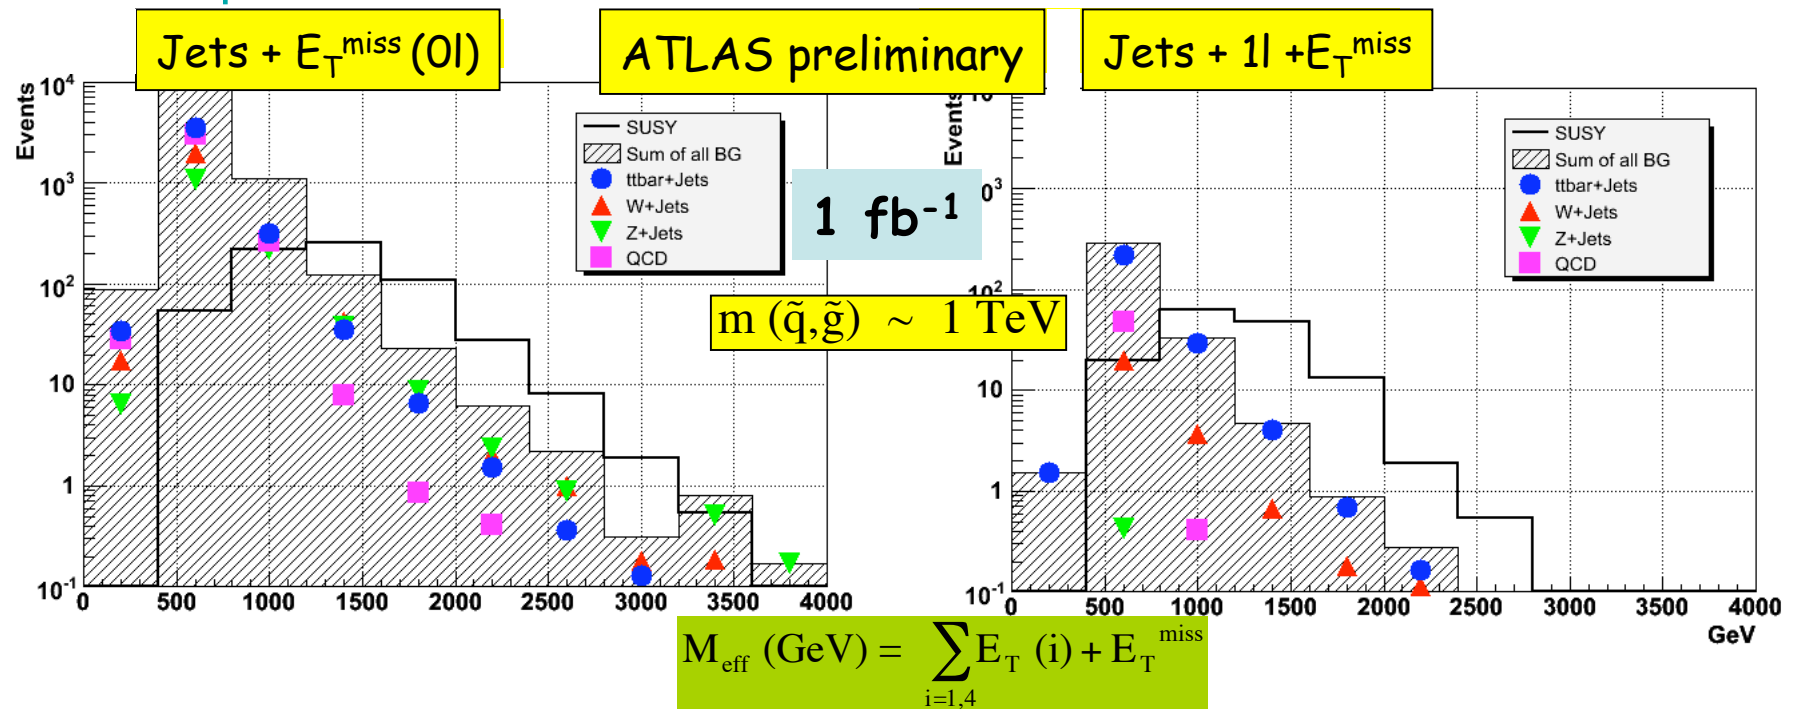 Jets + E_T^miss (0l)
ATLAS preliminary
Jets + 1l +E_T^miss
Events
10^4
10^3
10^2
10
1
10^-1
0 500 1000 1500 2000 2500 3000 3500 4000
SUSY
Sum of all BG
ttbar+Jets
W+Jets
Z+Jets
QCD
1 fb^-1
m (q̃,g̃) ~ 1 TeV
Events
10^2
10
1
10^-1
0 500 1000 1500 2000 2500 3000 3500 4000
GeV
SUSY
Sum of all BG
ttbar+Jets
W+Jets
Z+Jets
QCD
M_eff (GeV) = ∑ E_T (i) + E_T^miss
i=1,4